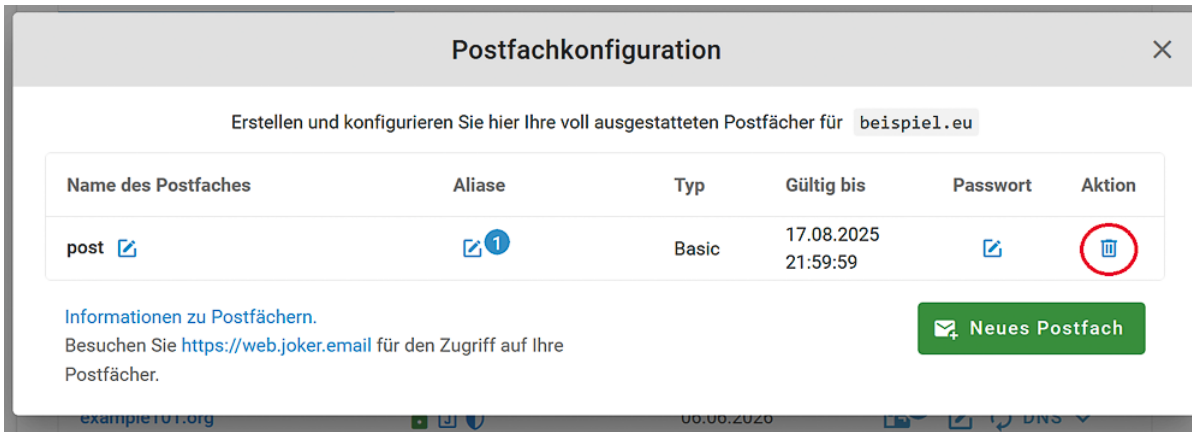 Postfachkonfiguration
Erstellen und konfigurieren Sie hier Ihre voll ausgestatteten Postfächer für beispiel.eu
Name des Postfaches Aliase Typ Gültig bis Passwort Aktion
post 1 Basic 17.08.2025
21:59:59
Informationen zu Postfächern.
Besuchen Sie https://web.joker.email für den Zugriff auf Ihre
Postfächer.
Neues Postfach
example101.org 06.06.2026 DNS